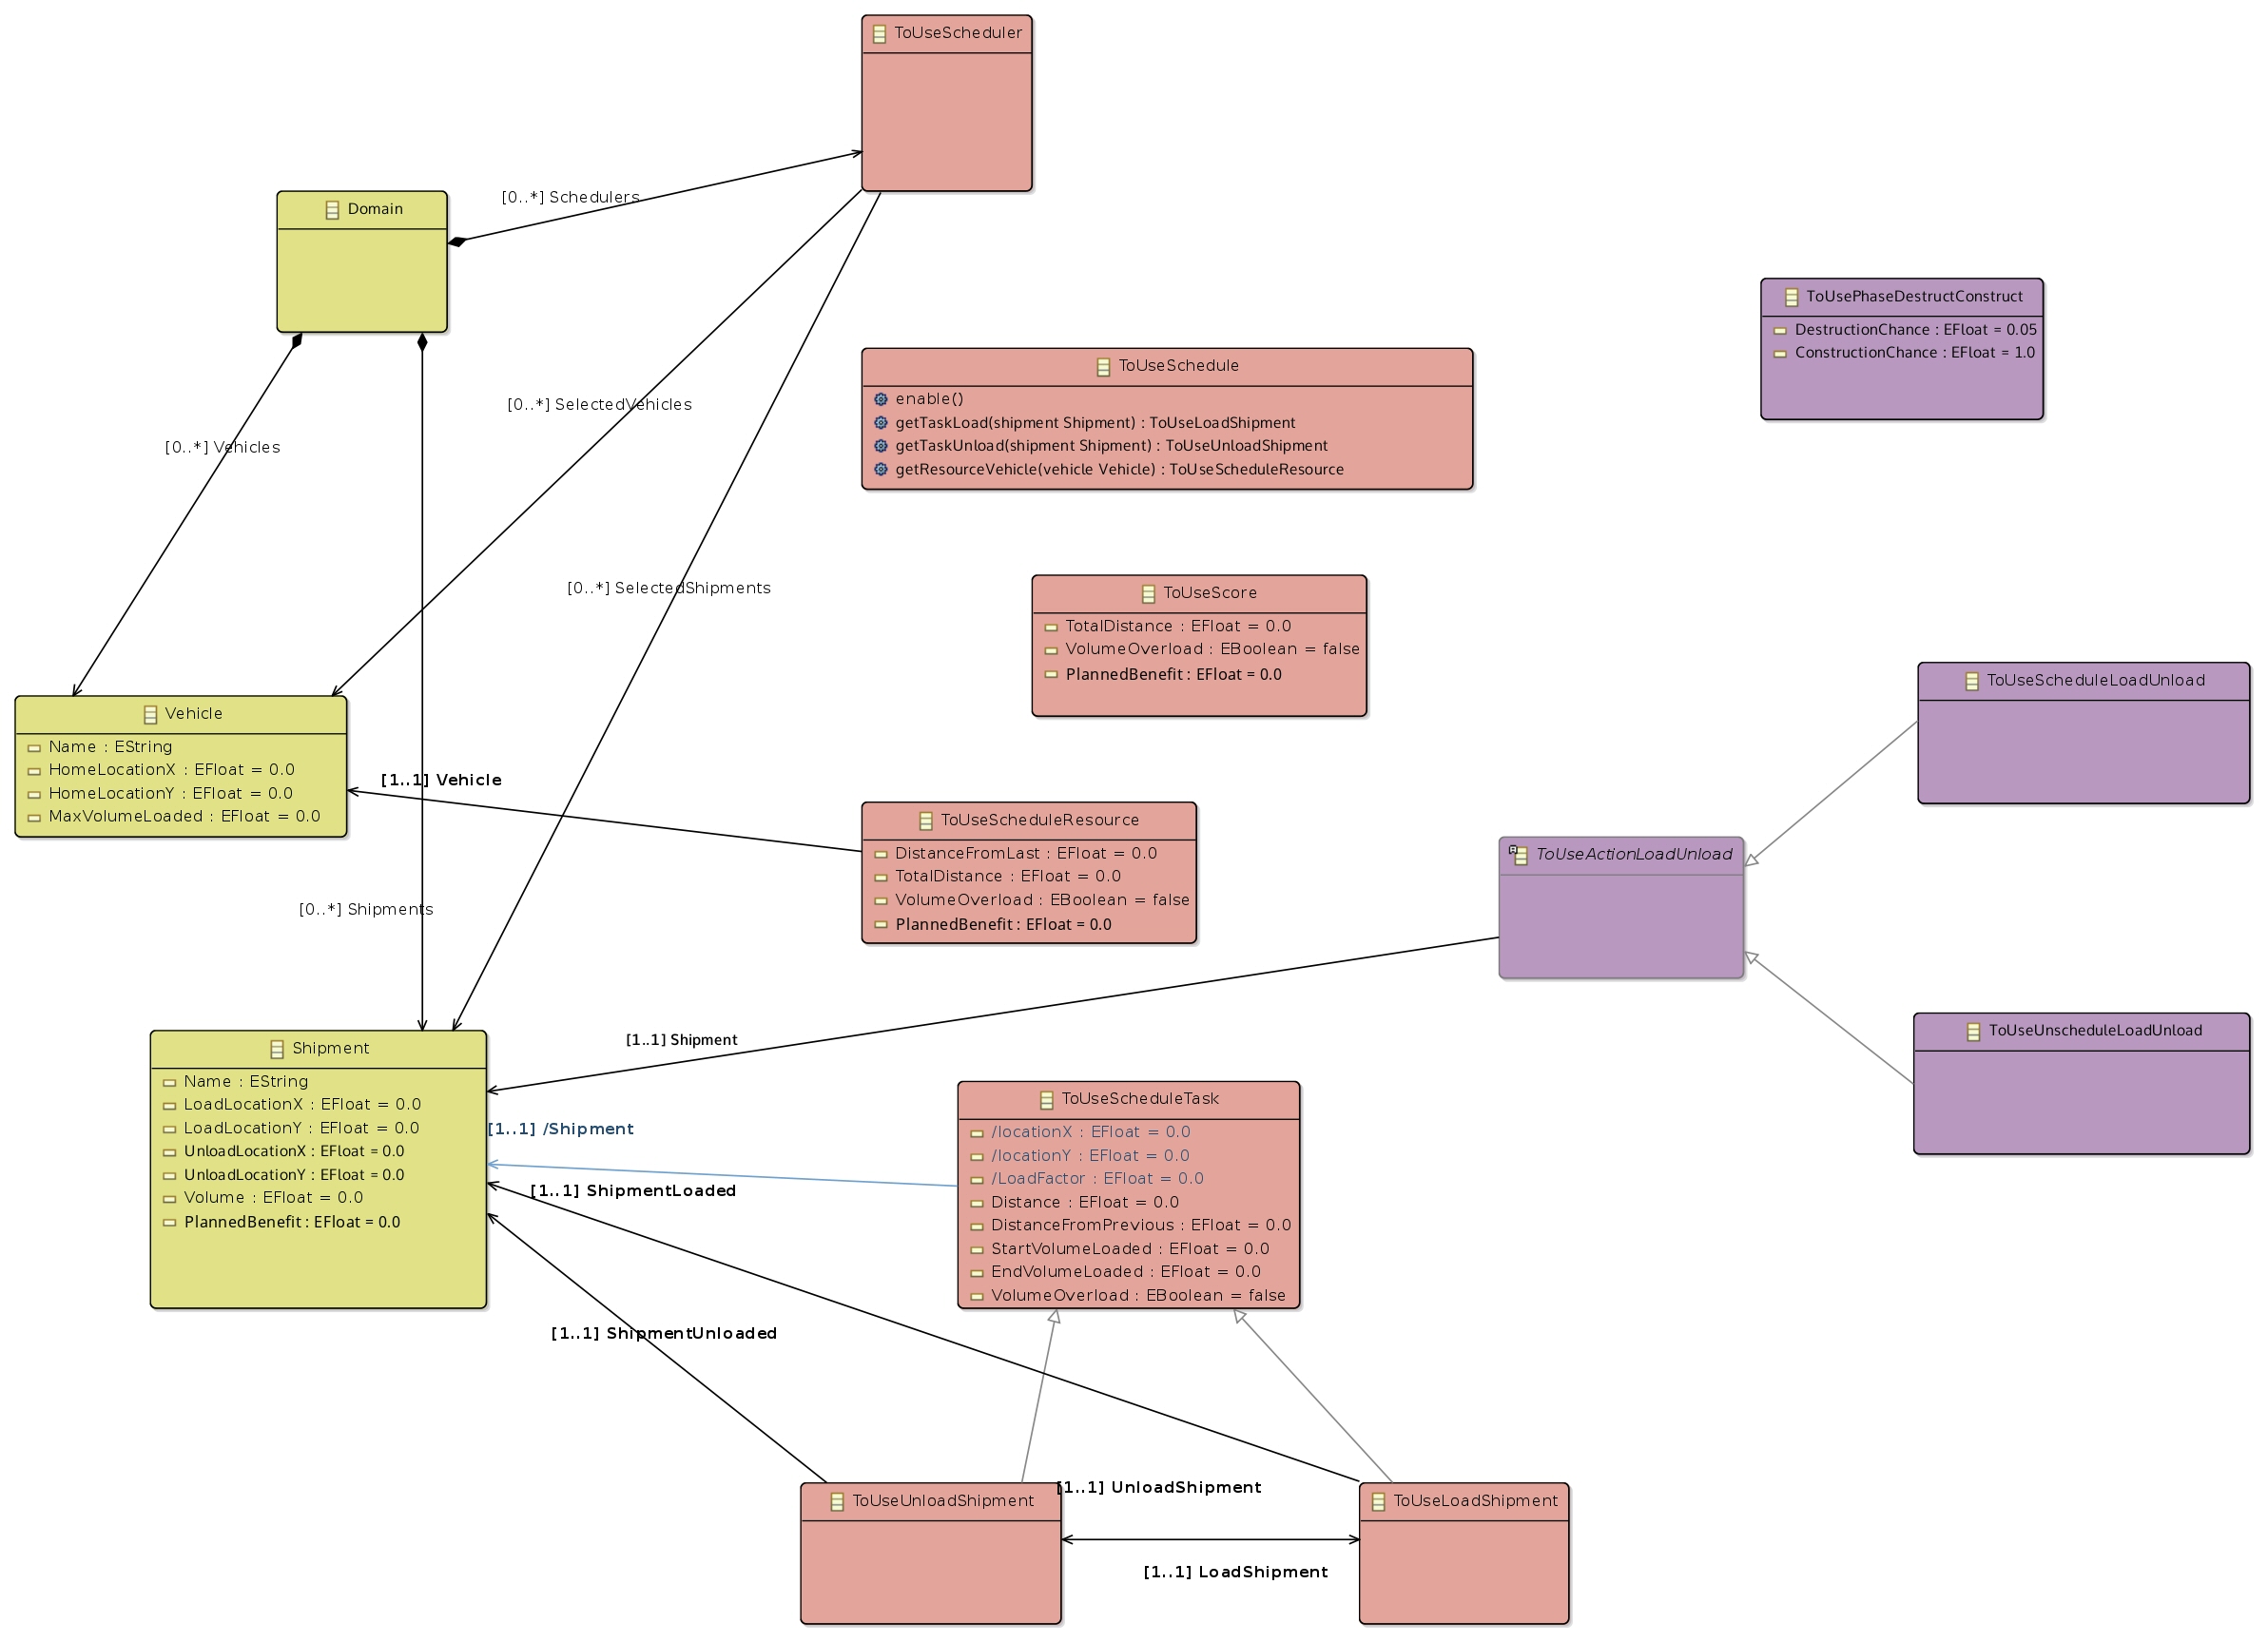 ToUseScheduler
[0..*] Schedulers
Domain
ToUsePhaseDestructConstruct
DestructionChance : EFloat = 0.05
ConstructionChance : EFloat = 1.0
ToUseSchedule
enable()
getTaskLoad(shipment Shipment) : ToUseLoadShipment
getTaskUnload(shipment Shipment) : ToUseUnloadShipment
getResourceVehicle(vehicle Vehicle) : ToUseScheduleResource
[0..*] SelectedVehicles
[0..*] Vehicles
[0..*] SelectedShipments
ToUseScore
TotalDistance : EFloat = 0.0
VolumeOverload : EBoolean = false
PlannedBenefit : EFloat = 0.0
ToUseScheduleLoadUnload
Vehicle
Name : EString
HomeLocationX : EFloat = 0.0
HomeLocationY : EFloat = 0.0
MaxVolumeLoaded : EFloat = 0.0
[1..1] Vehicle
ToUseScheduleResource
DistanceFromLast : EFloat = 0.0
TotalDistance : EFloat = 0.0
VolumeOverload : EBoolean = false
PlannedBenefit : EFloat = 0.0
ToUseActionLoadUnload
[0..*] Shipments
[1..1] Shipment
ToUseUnscheduleLoadUnload
Shipment
Name : EString
LoadLocationX : EFloat = 0.0
LoadLocationY : EFloat = 0.0
UnloadLocationX : EFloat = 0.0
UnloadLocationY : EFloat = 0.0
Volume : EFloat = 0.0
PlannedBenefit : EFloat = 0.0
[1..1] /Shipment
[1..1] ShipmentLoaded
ToUseScheduleTask
/locationX : EFloat = 0.0
/locationY : EFloat = 0.0
/LoadFactor : EFloat = 0.0
Distance : EFloat = 0.0
DistanceFromPrevious : EFloat = 0.0
StartVolumeLoaded : EFloat = 0.0
EndVolumeLoaded : EFloat = 0.0
VolumeOverload : EBoolean = false
[1..1] ShipmentUnloaded
ToUseUnloadShipment
[1..1] UnloadShipment
ToUseLoadShipment
[1..1] LoadShipment